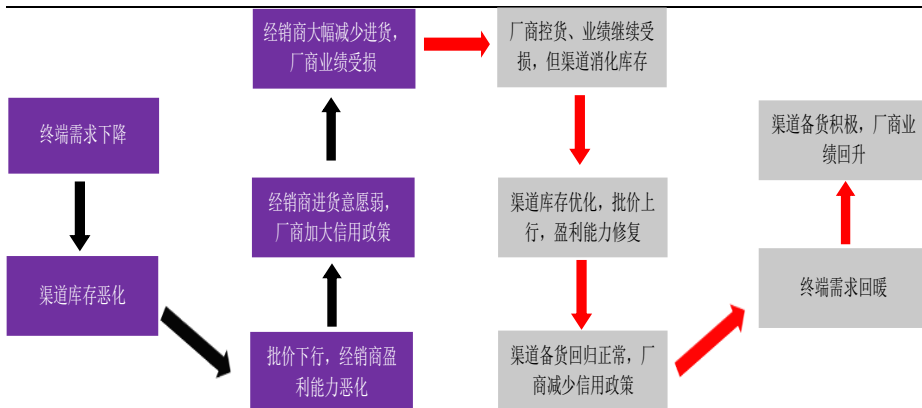 终端需求下降
渠道库存恶化
批价下行，经销商盈
利能力恶化
经销商进货意愿弱，
厂商加大信用政策
经销商大幅减少进货，
厂商业绩受损
厂商控货、业绩继续受
损，但渠道消化库存
渠道库存优化，批价上
行，盈利能力修复
渠道备货回归正常，厂
商减少信用政策
终端需求回暖
渠道备货积极，厂商业
绩回升